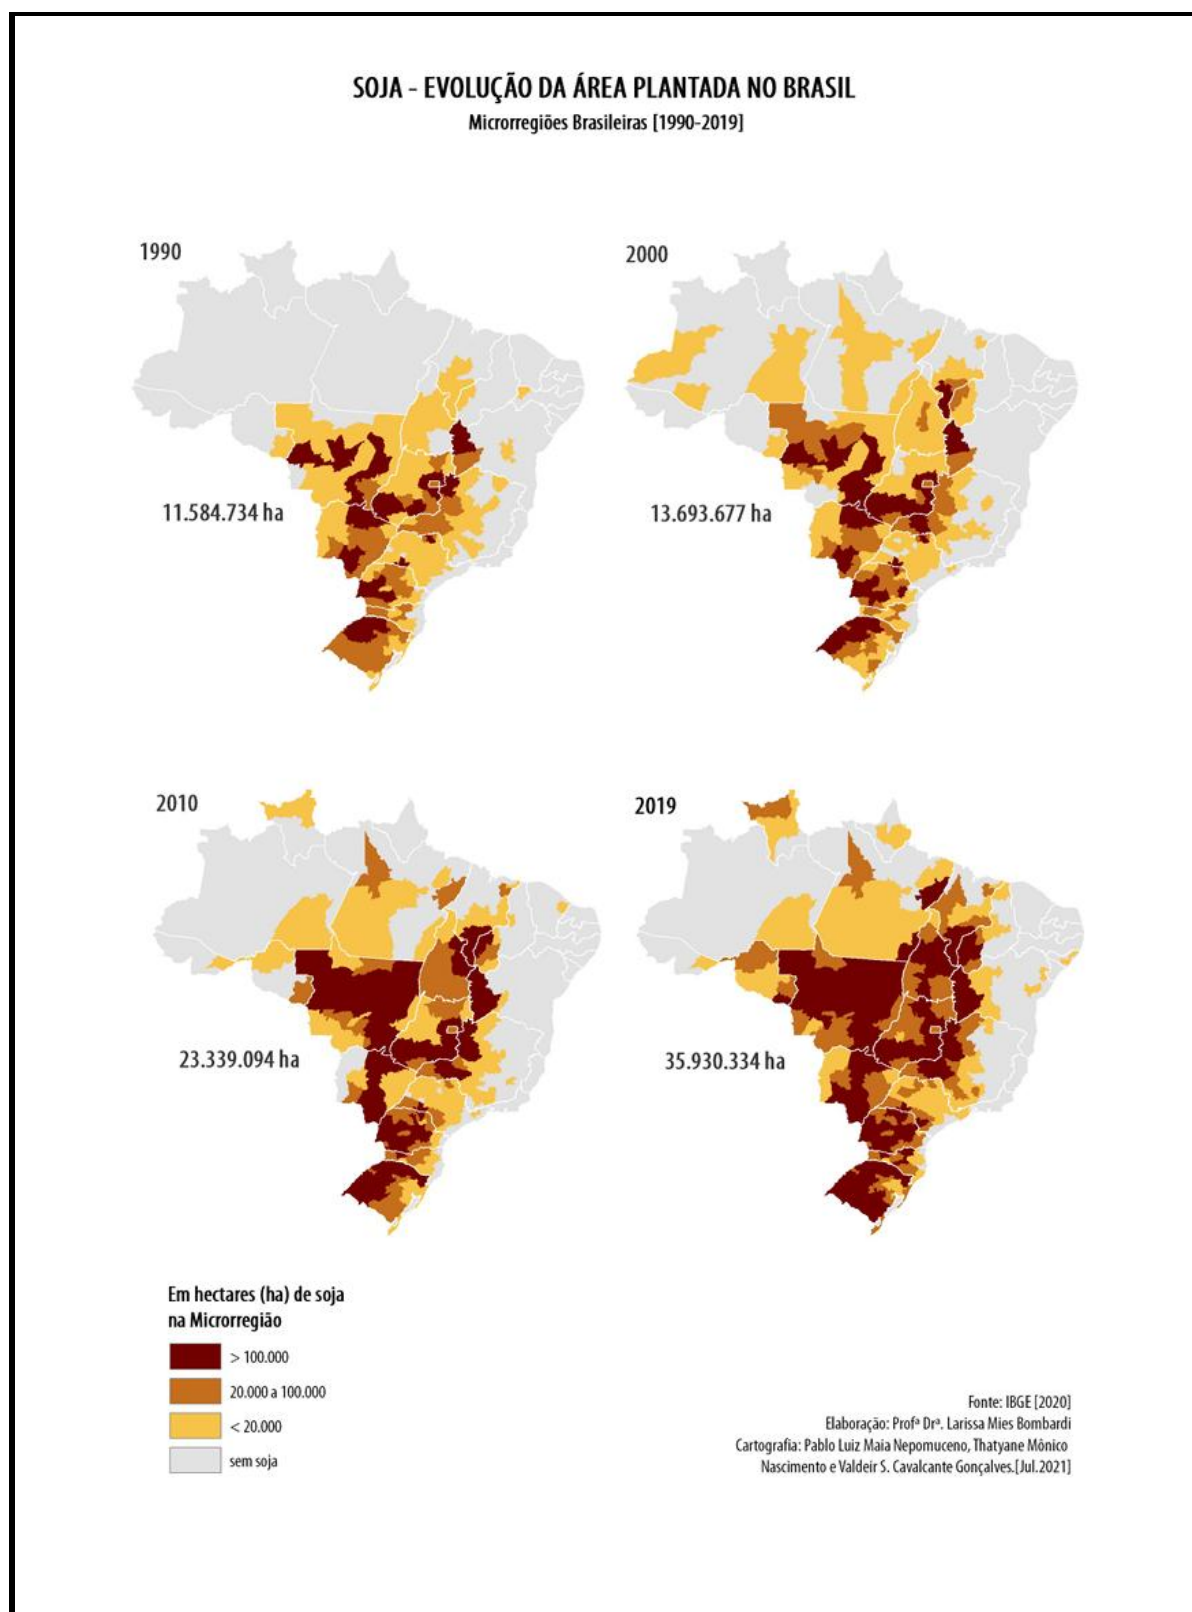 SOJA - EVOLUÇÃO DA ÁREA PLANTADA NO BRASIL
Microrregiões Brasileiras [1990-2019]
1990
11.584.734 ha
2000
13.693.677 ha
2010
23.339.094 ha
2019
35.930.334 ha
Em hectares (ha) de soja
na Microrregião
> 100.000
20.000 a 100.000
< 20.000
sem soja
Fonte: IBGE [2020]
Elaboração: Profª Drª. Larissa Mies Bombardi
Cartografia: Pablo Luiz Maia Nepomuceno, Thatyane Mônico
Nascimento e Valdeir S. Cavalcante Gonçalves.[Jul.2021]